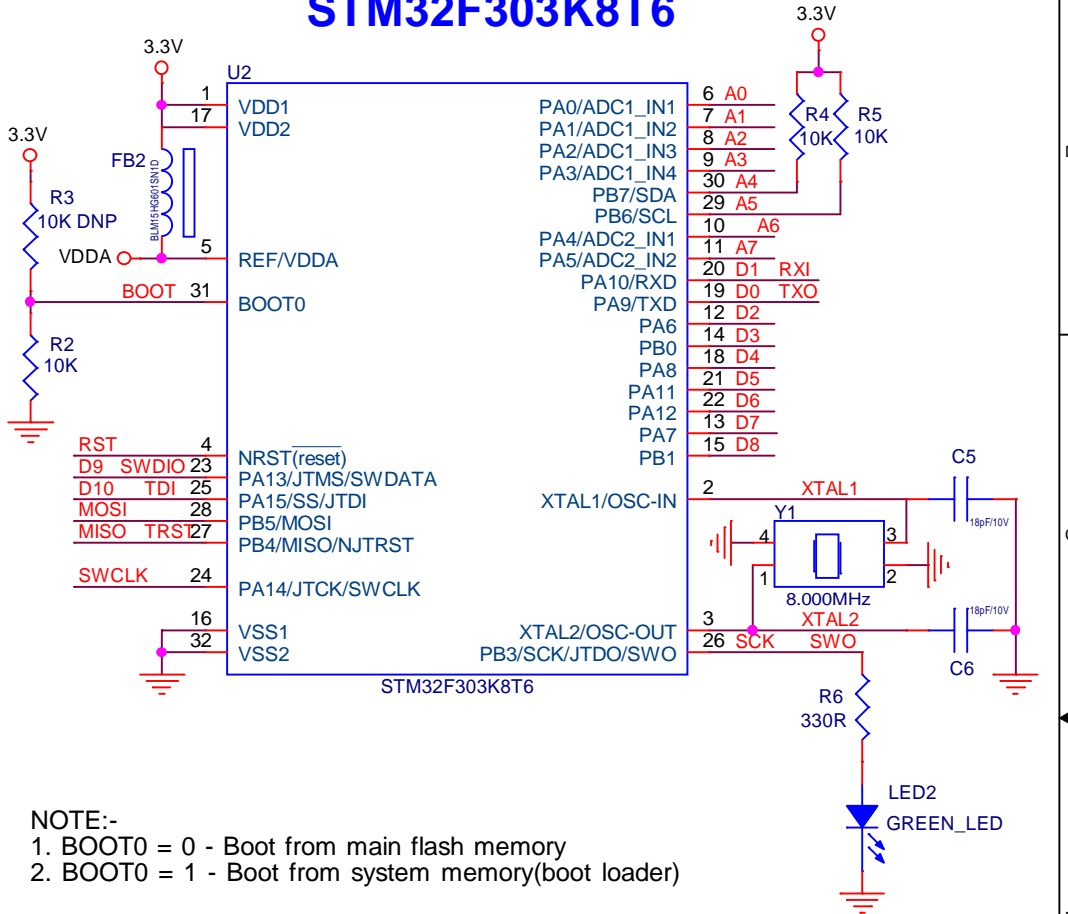 STM32F303K8T6
3.3V
3.3V
3.3V
U2
1 VDD1
17 VDD2
FB2
BLM15HG601SN1D
R3
10K DNP
VDDA
5 REF/VDDA
BOOT 31 BOOT0
R2
10K
RST 4 NRST(reset)
D9 SWDIO 23 PA13/JTMS/SWDATA
D10 TDI 25 PA15/SS/JTDI
MOSI 28 PB5/MOSI
MISO TRST 27 PB4/MISO/NJTRST
SWCLK 24 PA14/JTCK/SWCLK
16 VSS1
32 VSS2
PA0/ADC1_IN1 6 A0
PA1/ADC1_IN2 7 A1
PA2/ADC1_IN3 8 A2
PA3/ADC1_IN4 9 A3
PB7/SDA 30 A4
PB6/SCL 29 A5
PA4/ADC2_IN1 10 A6
PA5/ADC2_IN2 11 A7
PA10/RXD 20 D1 RXI
PA9/TXD 19 D0 TXO
PA6 12 D2
PB0 14 D3
PA8 18 D4
PA11 21 D5
PA12 22 D6
PA7 13 D7
PB1 15 D8
XTAL1/OSC-IN 2 XTAL1
XTAL2/OSC-OUT 3 XTAL2
PB3/SCK/JTDO/SWO 26 SCK SWO
STM32F303K8T6
R4
10K
R5
10K
C5
18pF/10V
Y1
4
3
1
2
8.000MHz
18pF/10V
C6
R6
330R
LED2
GREEN_LED
NOTE:-
1. BOOT0 = 0 - Boot from main flash memory
2. BOOT0 = 1 - Boot from system memory(boot loader)